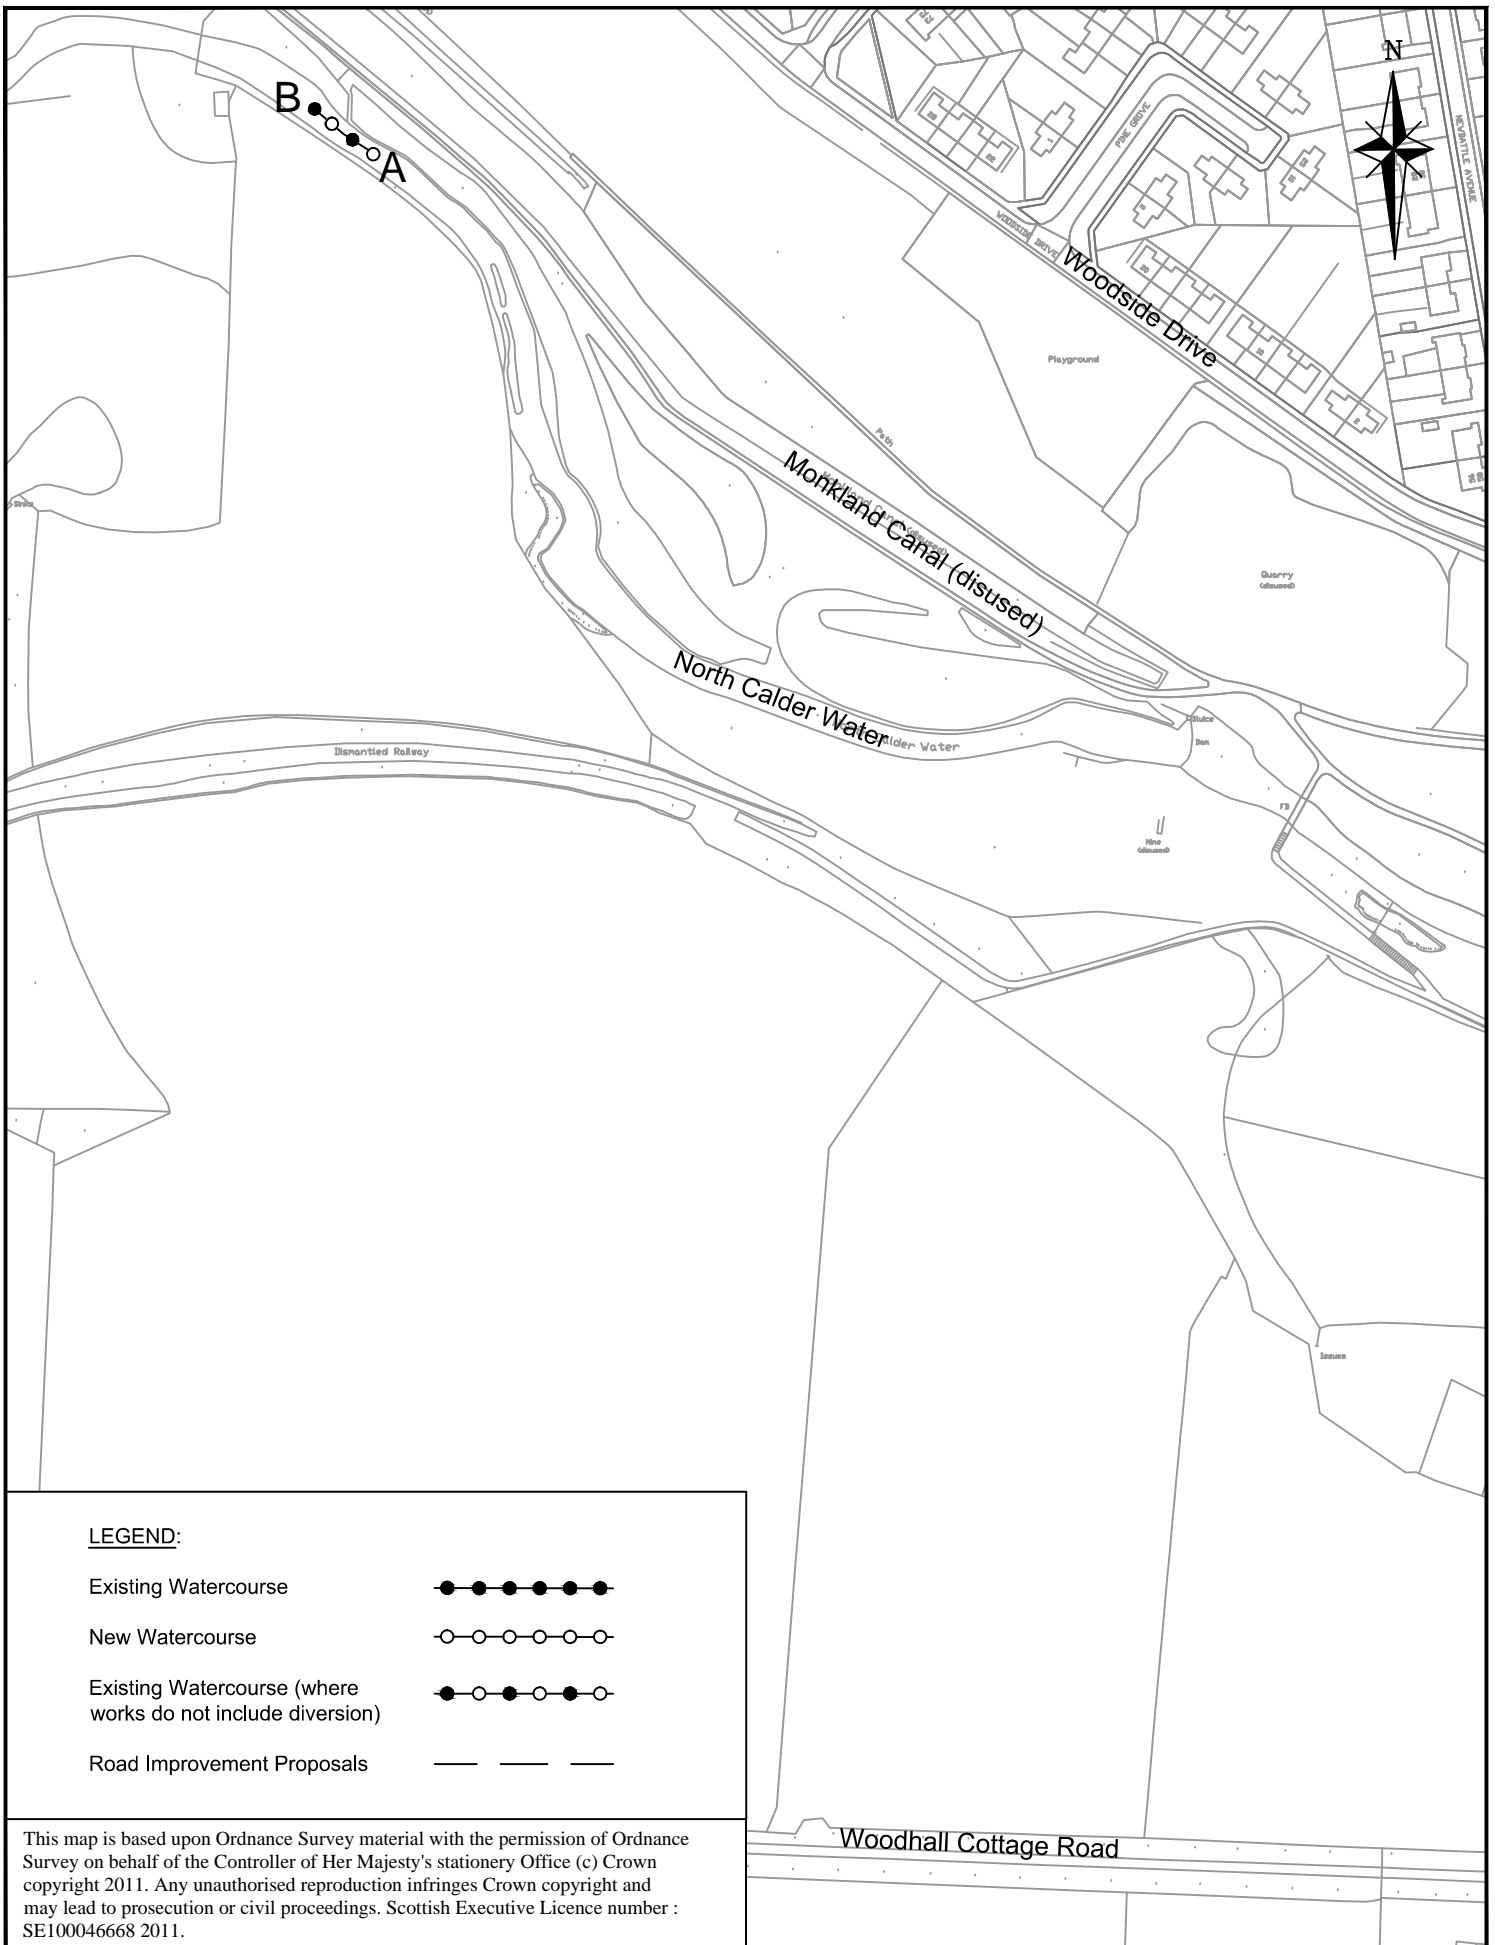 N
B
A
PINE GROVE
NEWBATTLE AVENUE
WOODSIDE DRIVE
Woodside Drive
Playground
Path
Monkland Canal (disused)
Monkland Canal (disused)
Quarry
(disused)
Sinks
North Calder Water
Calder Water
Sluice
Dam
Dismantled Railway
FB
Mine
(disused)
Issues
LEGEND:
Existing Watercourse
New Watercourse
Existing Watercourse (where
works do not include diversion)
Road Improvement Proposals
Woodhall Cottage Road
This map is based upon Ordnance Survey material with the permission of Ordnance
Survey on behalf of the Controller of Her Majesty's stationery Office (c) Crown
copyright 2011. Any unauthorised reproduction infringes Crown copyright and
may lead to prosecution or civil proceedings. Scottish Executive Licence number :
SE100046668 2011.